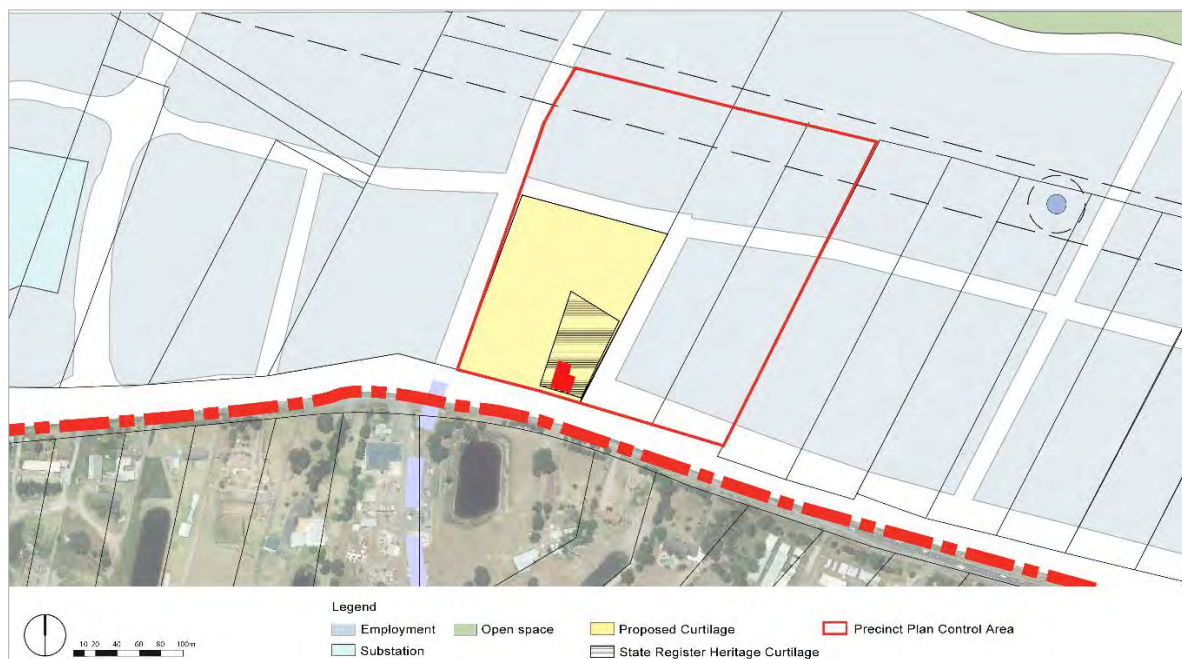 Legend
Employment
Open space
Proposed Curtilage
Precinct Plan Control Area
Substation
State Register Heritage Curtilage
10 20 40 60 80 100m